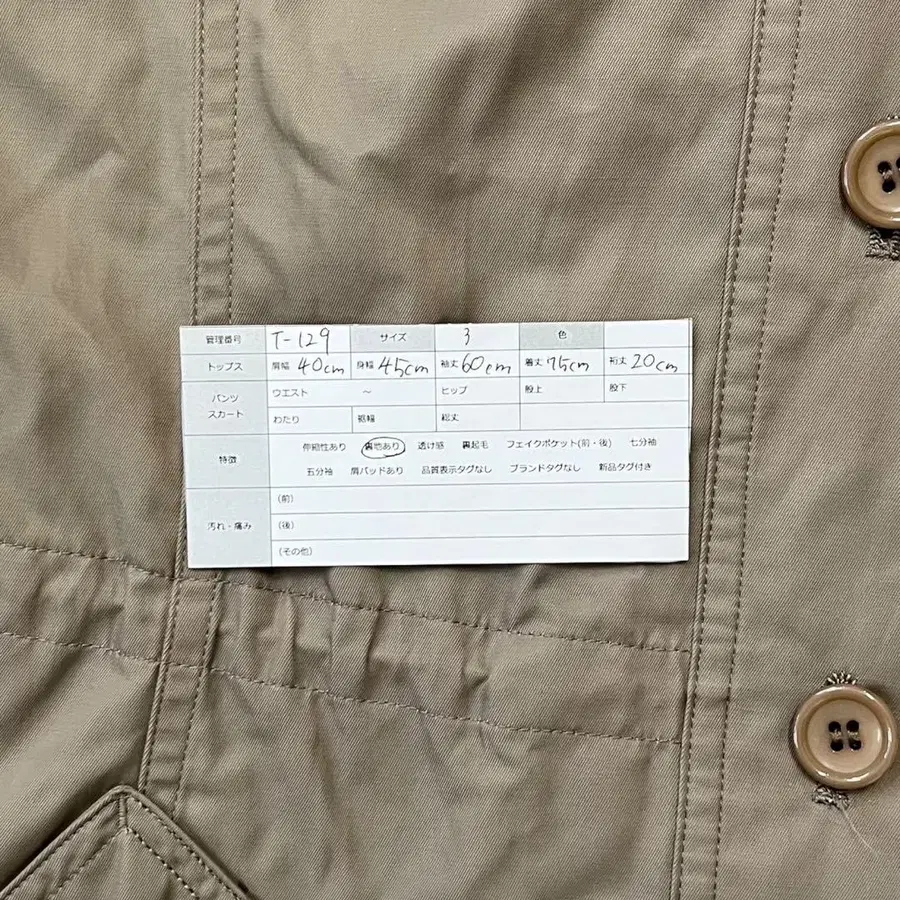 管理番号 T-129 サイズ 3 色
トップス 肩幅 40cm 身幅 45cm 袖丈 60cm 着丈 75cm 裄丈 20cm
パンツ スカート ウエスト ～ ヒップ 股上 股下
わたり 裾幅 総丈
特徴 伸縮性あり 裏地あり 透け感 裏起毛 フェイクポケット(前・後) 七分袖
五分袖 肩パッドあり 品質表示タグなし ブランドタグなし 新品タグ付き
汚れ・痛み (前)
(後)
(その他)